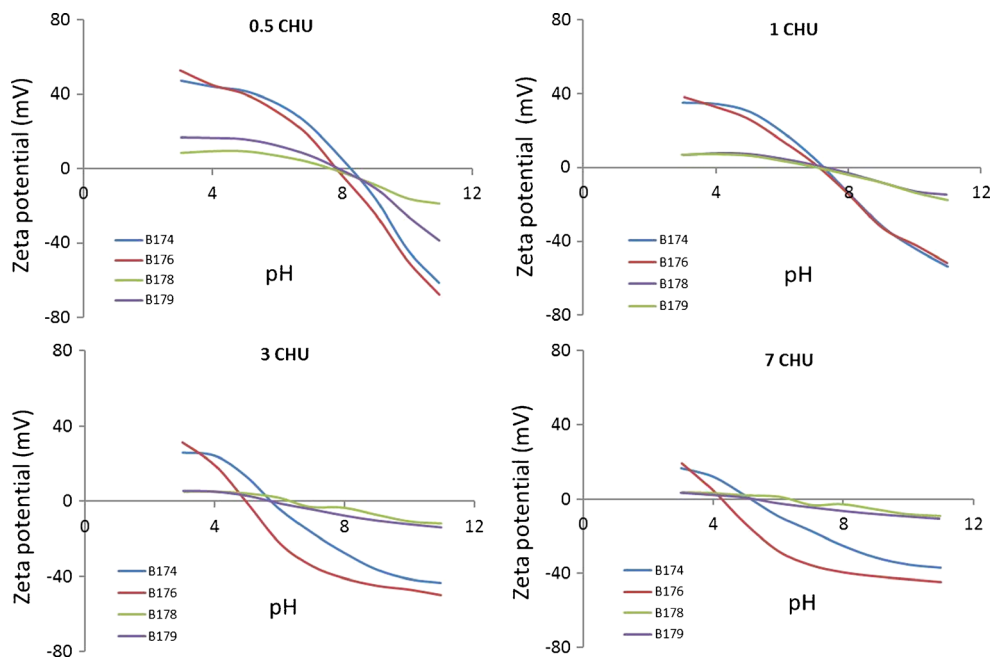 0.5 CHU
Zeta potential (mV)
80
40
0
-40
-80
0
4
8
12
pH
B174
B176
B178
B179
1 CHU
Zeta potential (mV)
80
40
0
-40
-80
0
4
8
12
pH
B174
B176
B178
B179
3 CHU
Zeta potential (mV)
80
40
0
-40
-80
0
4
8
12
pH
B174
B176
B178
B179
7 CHU
Zeta potential (mV)
80
40
0
-40
-80
0
4
8
12
pH
B174
B176
B178
B179